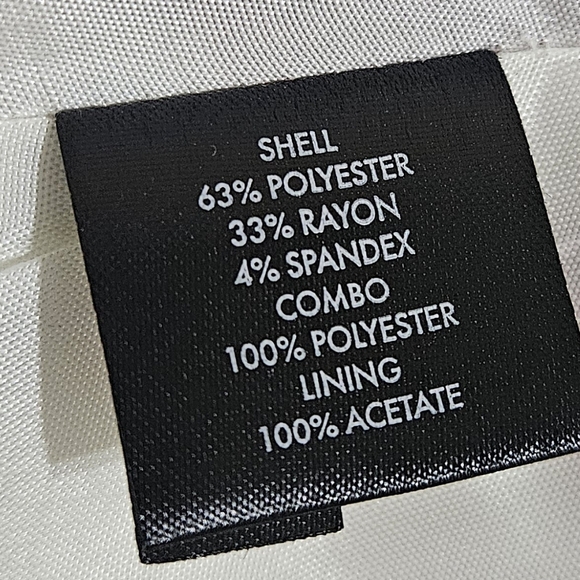 SHELL
63% POLYESTER
33% RAYON
4% SPANDEX
COMBO
100% POLYESTER
LINING
100% ACETATE